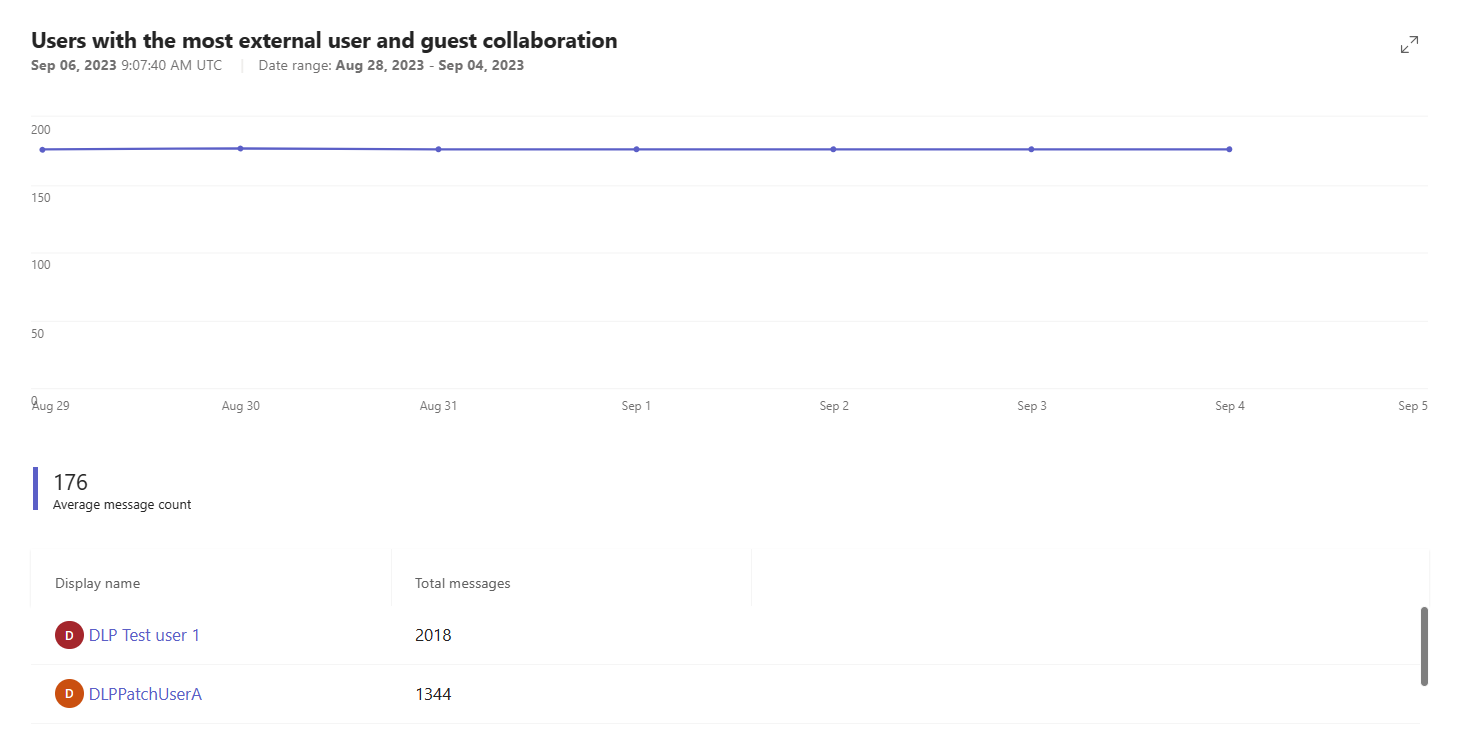 Users with the most external user and guest collaboration
Sep 06, 2023 9:07:40 AM UTC | Date range: Aug 28, 2023 - Sep 04, 2023
200
150
100
50
0
Aug 29 Aug 30 Aug 31 Sep 1 Sep 2 Sep 3 Sep 4 Sep 5
176
Average message count
Display name Total messages
D DLP Test user 1 2018
D DLPPatchUserA 1344